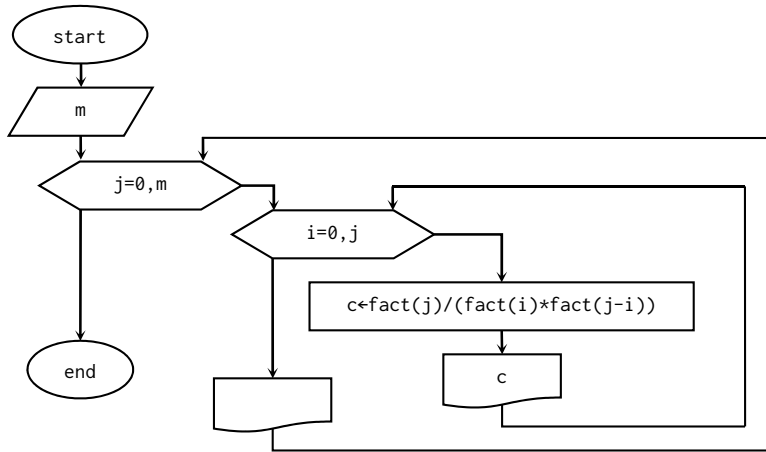 start
m
j=0,m
i=0,j
c←fact(j)/(fact(i)*fact(j-i))
c
end